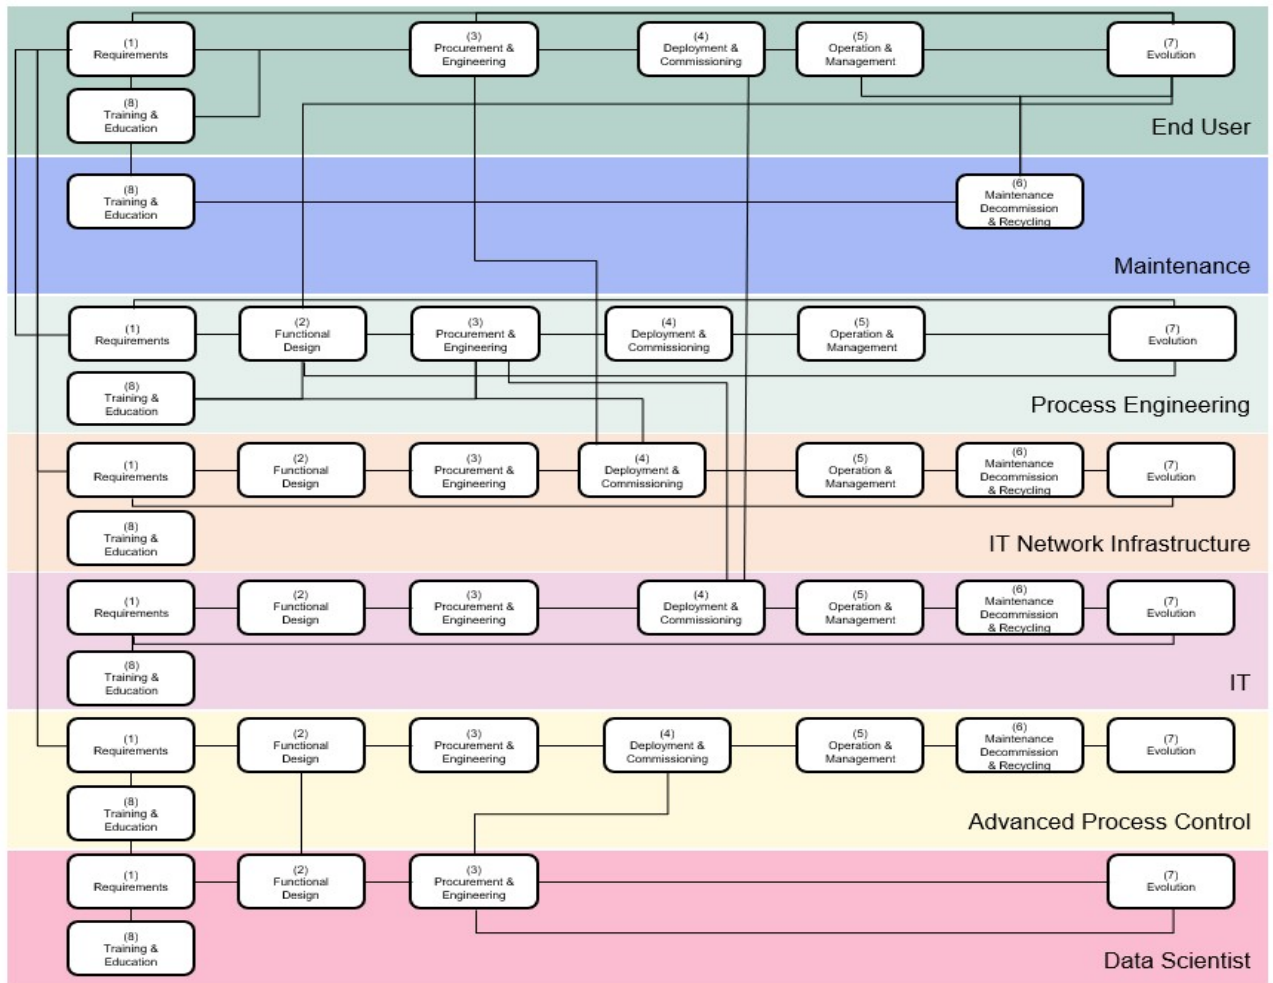 (1)
Requirements
(3)
Procurement &
Engineering
(4)
Deployment &
Commissioning
(5)
Operation &
Management
(7)
Evolution
(8)
Training &
Education
End User
(8)
Training &
Education
(6)
Maintenance
Decommission
& Recycling
Maintenance
(1)
Requirements
(2)
Functional
Design
(3)
Procurement &
Engineering
(4)
Deployment &
Commissioning
(5)
Operation &
Management
(7)
Evolution
(8)
Training &
Education
Process Engineering
(1)
Requirements
(2)
Functional
Design
(3)
Procurement &
Engineering
(4)
Deployment &
Commissioning
(5)
Operation &
Management
(6)
Maintenance
Decommission
& Recycling
(7)
Evolution
(8)
Training &
Education
IT Network Infrastructure
(1)
Requirements
(2)
Functional
Design
(3)
Procurement &
Engineering
(4)
Deployment &
Commissioning
(5)
Operation &
Management
(6)
Maintenance
Decommission
& Recycling
(7)
Evolution
(8)
Training &
Education
IT
(1)
Requirements
(2)
Functional
Design
(3)
Procurement &
Engineering
(4)
Deployment &
Commissioning
(5)
Operation &
Management
(6)
Maintenance
Decommission
& Recycling
(7)
Evolution
(8)
Training &
Education
Advanced Process Control
(1)
Requirements
(2)
Functional
Design
(3)
Procurement &
Engineering
(7)
Evolution
(8)
Training &
Education
Data Scientist